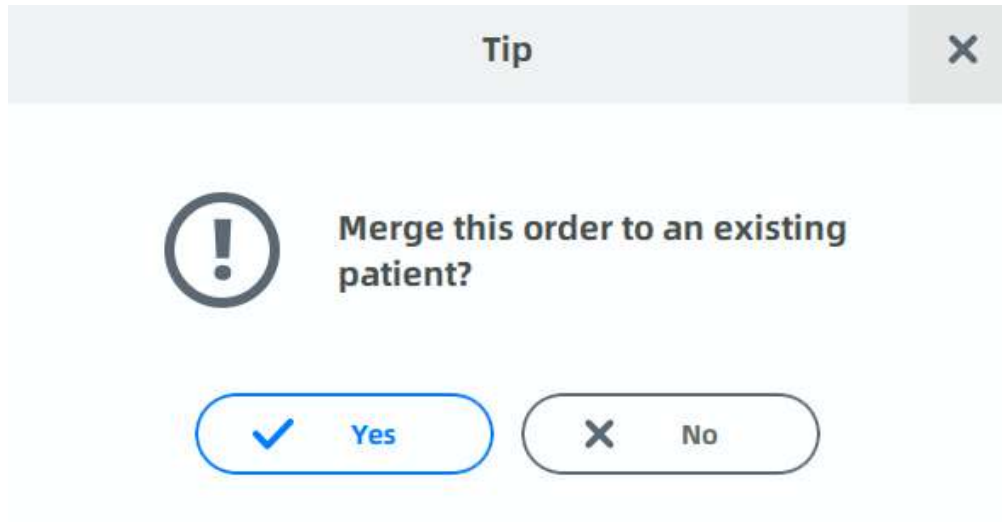 Tip
Merge this order to an existing
patient?
Yes
No